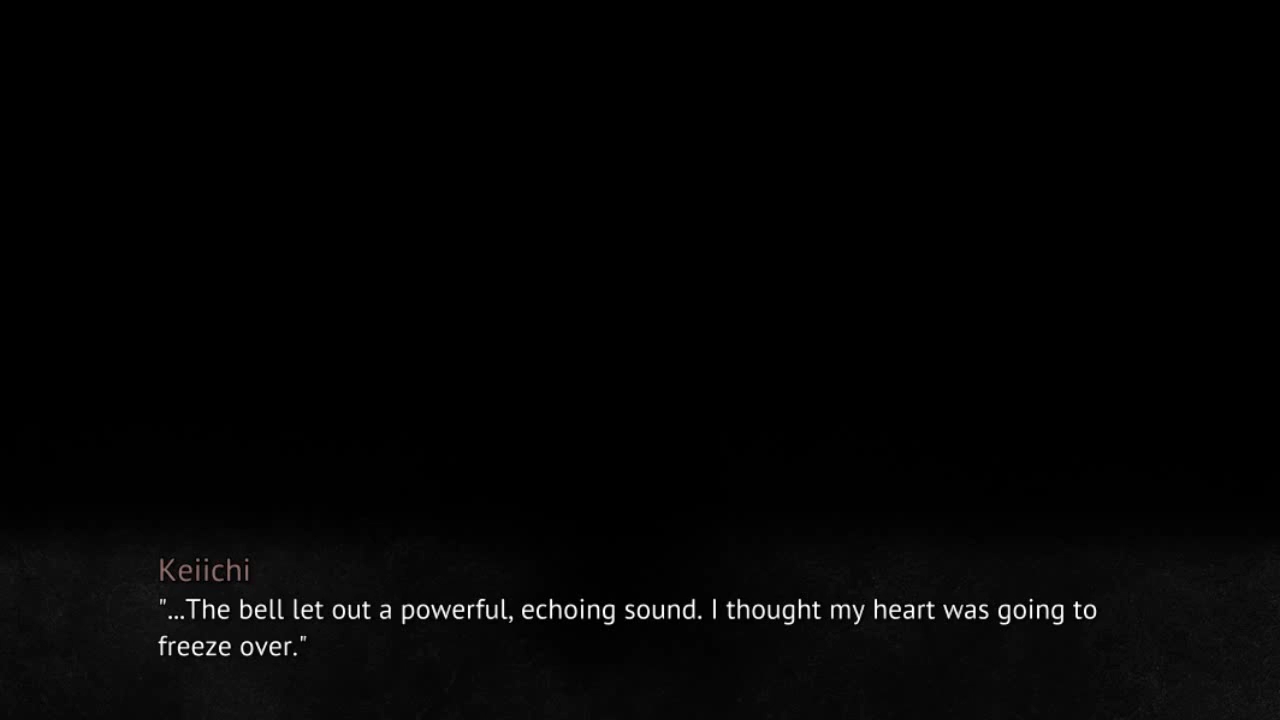 Keiichi
"...The bell let out a powerful, echoing sound. I thought my heart was going to
freeze over."